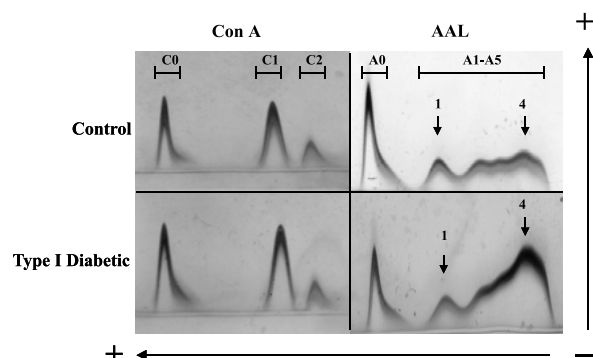 Con A AAL
+
C0 C1 C2 A0 A1-A5
1 4
Control
4
1
Type I Diabetic
+ −